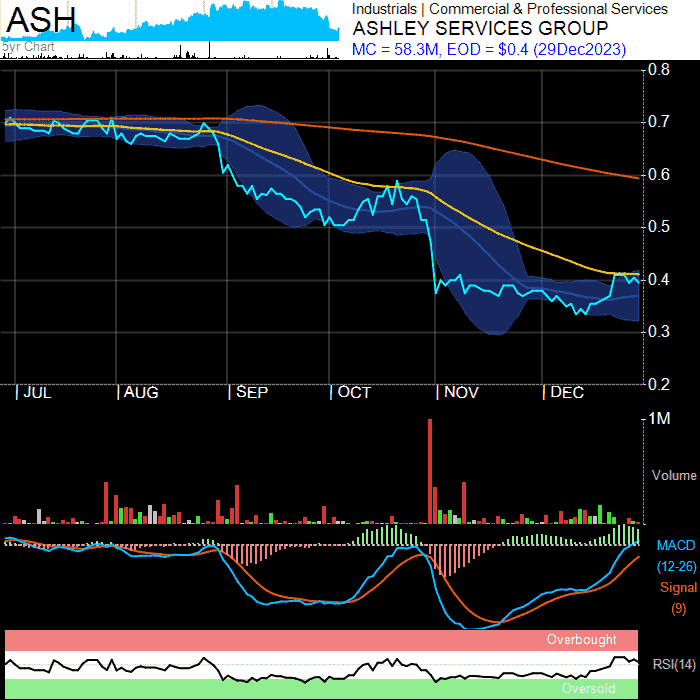 ASH
5yr Chart
Industrials | Commercial & Professional Services
ASHLEY SERVICES GROUP
MC = 58.3M, EOD = $0.4 (29Dec2023)
0.8
0.7
0.6
0.5
0.4
0.3
0.2
JUL AUG SEP OCT NOV DEC
1M
Volume
MACD
(12-26)
Signal
(9)
Overbought
RSI(14)
Oversold